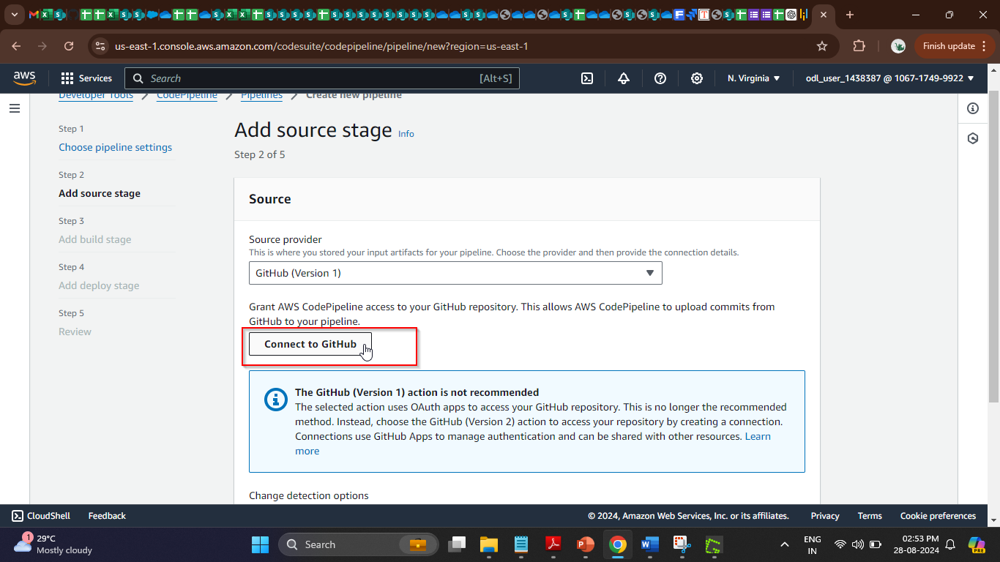 us-east-1.console.aws.amazon.com/codesuite/codepipeline/pipeline/new?region=us-east-1
Finish update
aws
Services
Search
[Alt+S]
N. Virginia
odl_user_1438387 @ 1067-1749-9922
Developer Tools
CodePipeline
Pipelines
Create new pipeline
Step 1
Choose pipeline settings
Step 2
Add source stage
Step 3
Add build stage
Step 4
Add deploy stage
Step 5
Review
Add source stage Info
Step 2 of 5
Source
Source provider
This is where you stored your input artifacts for your pipeline. Choose the provider and then provide the connection details.
GitHub (Version 1)
Grant AWS CodePipeline access to your GitHub repository. This allows AWS CodePipeline to upload commits from
GitHub to your pipeline.
Connect to GitHub
The GitHub (Version 1) action is not recommended
The selected action uses OAuth apps to access your GitHub repository. This is no longer the recommended
method. Instead, choose the GitHub (Version 2) action to access your repository by creating a connection.
Connections use GitHub Apps to manage authentication and can be shared with other resources. Learn
more
Change detection options
CloudShell
Feedback
© 2024, Amazon Web Services, Inc. or its affiliates.
Privacy
Terms
Cookie preferences
1
29°C
Mostly cloudy
Search
ENG
IN
02:53 PM
28-08-2024
PRE